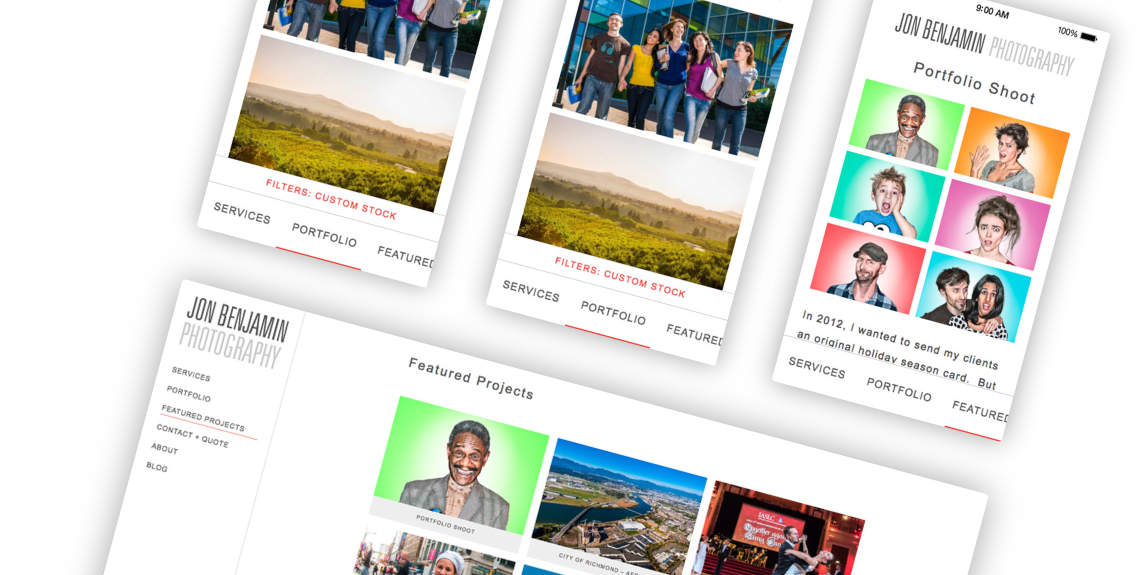 FILTERS: CUSTOM STOCK
SERVICES
PORTFOLIO
FEATURED
FILTERS: CUSTOM STOCK
SERVICES
PORTFOLIO
FEATURED
9:00 AM
100%
JON BENJAMIN PHOTOGRAPHY
Portfolio Shoot
In 2012, I wanted to send my clients
an original holiday season card. But
SERVICES
PORTFOLIO
FEATURED
JON BENJAMIN
PHOTOGRAPHY
SERVICES
PORTFOLIO
FEATURED PROJECTS
CONTACT + QUOTE
ABOUT
BLOG
Featured Projects
PORTFOLIO SHOOT
CITY OF RICHMOND –
IASLC